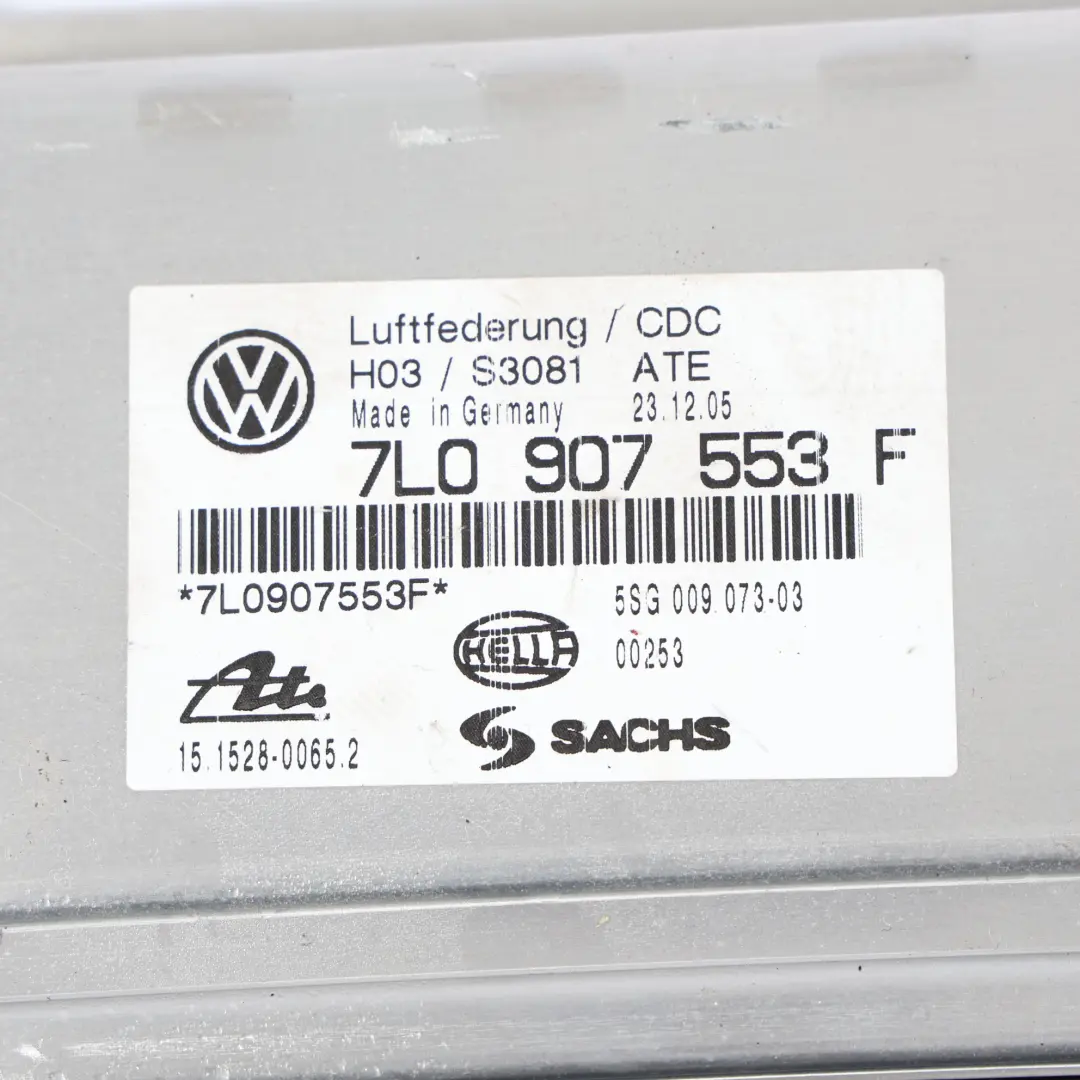 Luftfederung / CDC
H03 / S3081 ATE
Made in Germany 23.12.05
7L0 907 553 F
*7L0907553F*
5SG 009.073-03
HELLA
00253
Ate
SACHS
15.1528-0065.2